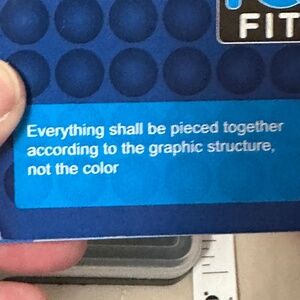 FIT
Everything shall be pieced together
according to the graphic structure,
not the color